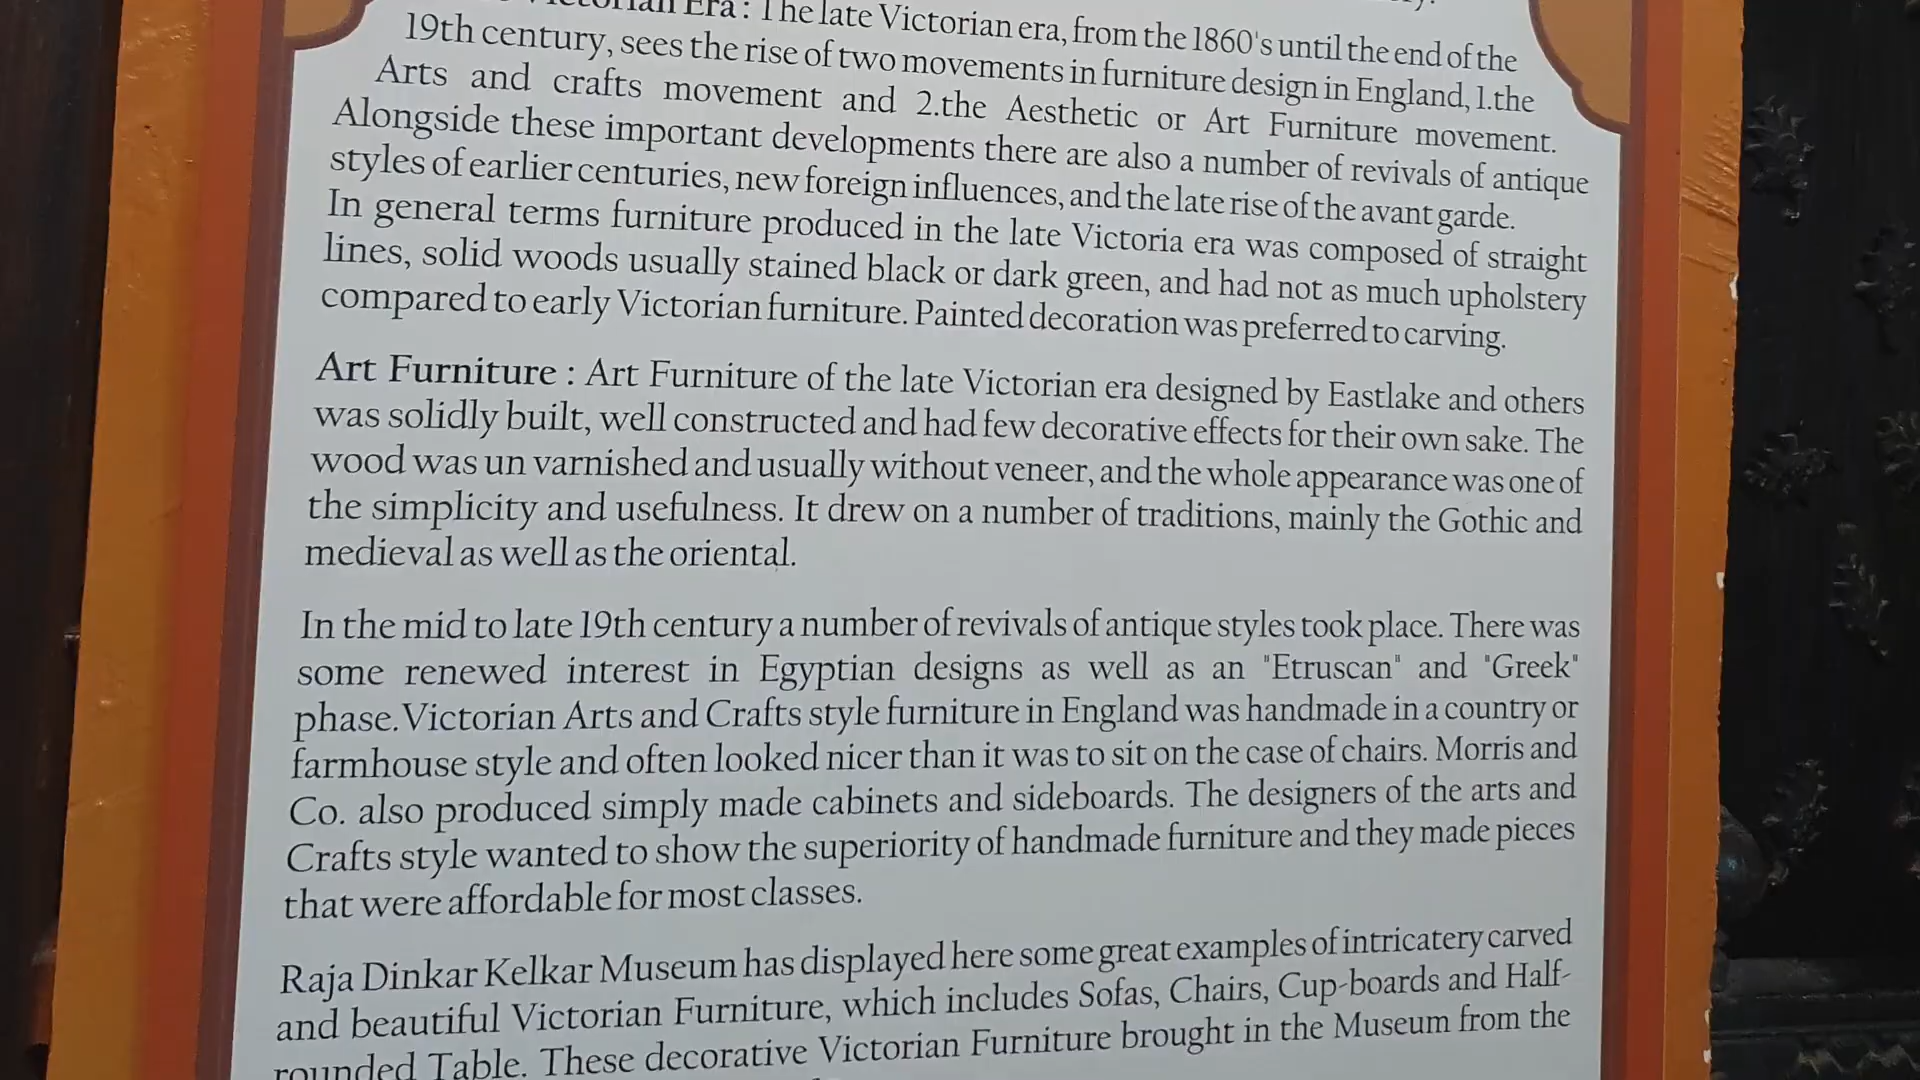 Victorian Era : The late Victorian era, from the 1860's until the end of the
19th century, sees the rise of two movements in furniture design in England, 1.the
Arts and crafts movement and 2.the Aesthetic or Art Furniture movement.
Alongside these important developments there are also a number of revivals of antique
styles of earlier centuries, new foreign influences, and the late rise of the avant garde.
In general terms furniture produced in the late Victoria era was composed of straight
lines, solid woods usually stained black or dark green, and had not as much upholstery
compared to early Victorian furniture. Painted decoration was preferred to carving.
Art Furniture : Art Furniture of the late Victorian era designed by Eastlake and others
was solidly built, well constructed and had few decorative effects for their own sake. The
wood was un varnished and usually without veneer, and the whole appearance was one of
the simplicity and usefulness. It drew on a number of traditions, mainly the Gothic and
medieval as well as the oriental.
In the mid to late 19th century a number of revivals of antique styles took place. There was
some renewed interest in Egyptian designs as well as an "Etruscan" and "Greek"
phase.Victorian Arts and Crafts style furniture in England was handmade in a country or
farmhouse style and often looked nicer than it was to sit on the case of chairs. Morris and
Co. also produced simply made cabinets and sideboards. The designers of the arts and
Crafts style wanted to show the superiority of handmade furniture and they made pieces
that were affordable for most classes.
Raja Dinkar Kelkar Museum has displayed here some great examples of intricatery carved
and beautiful Victorian Furniture, which includes Sofas, Chairs, Cup-boards and Half-
rounded Table. These decorative Victorian Furniture brought in the Museum from the